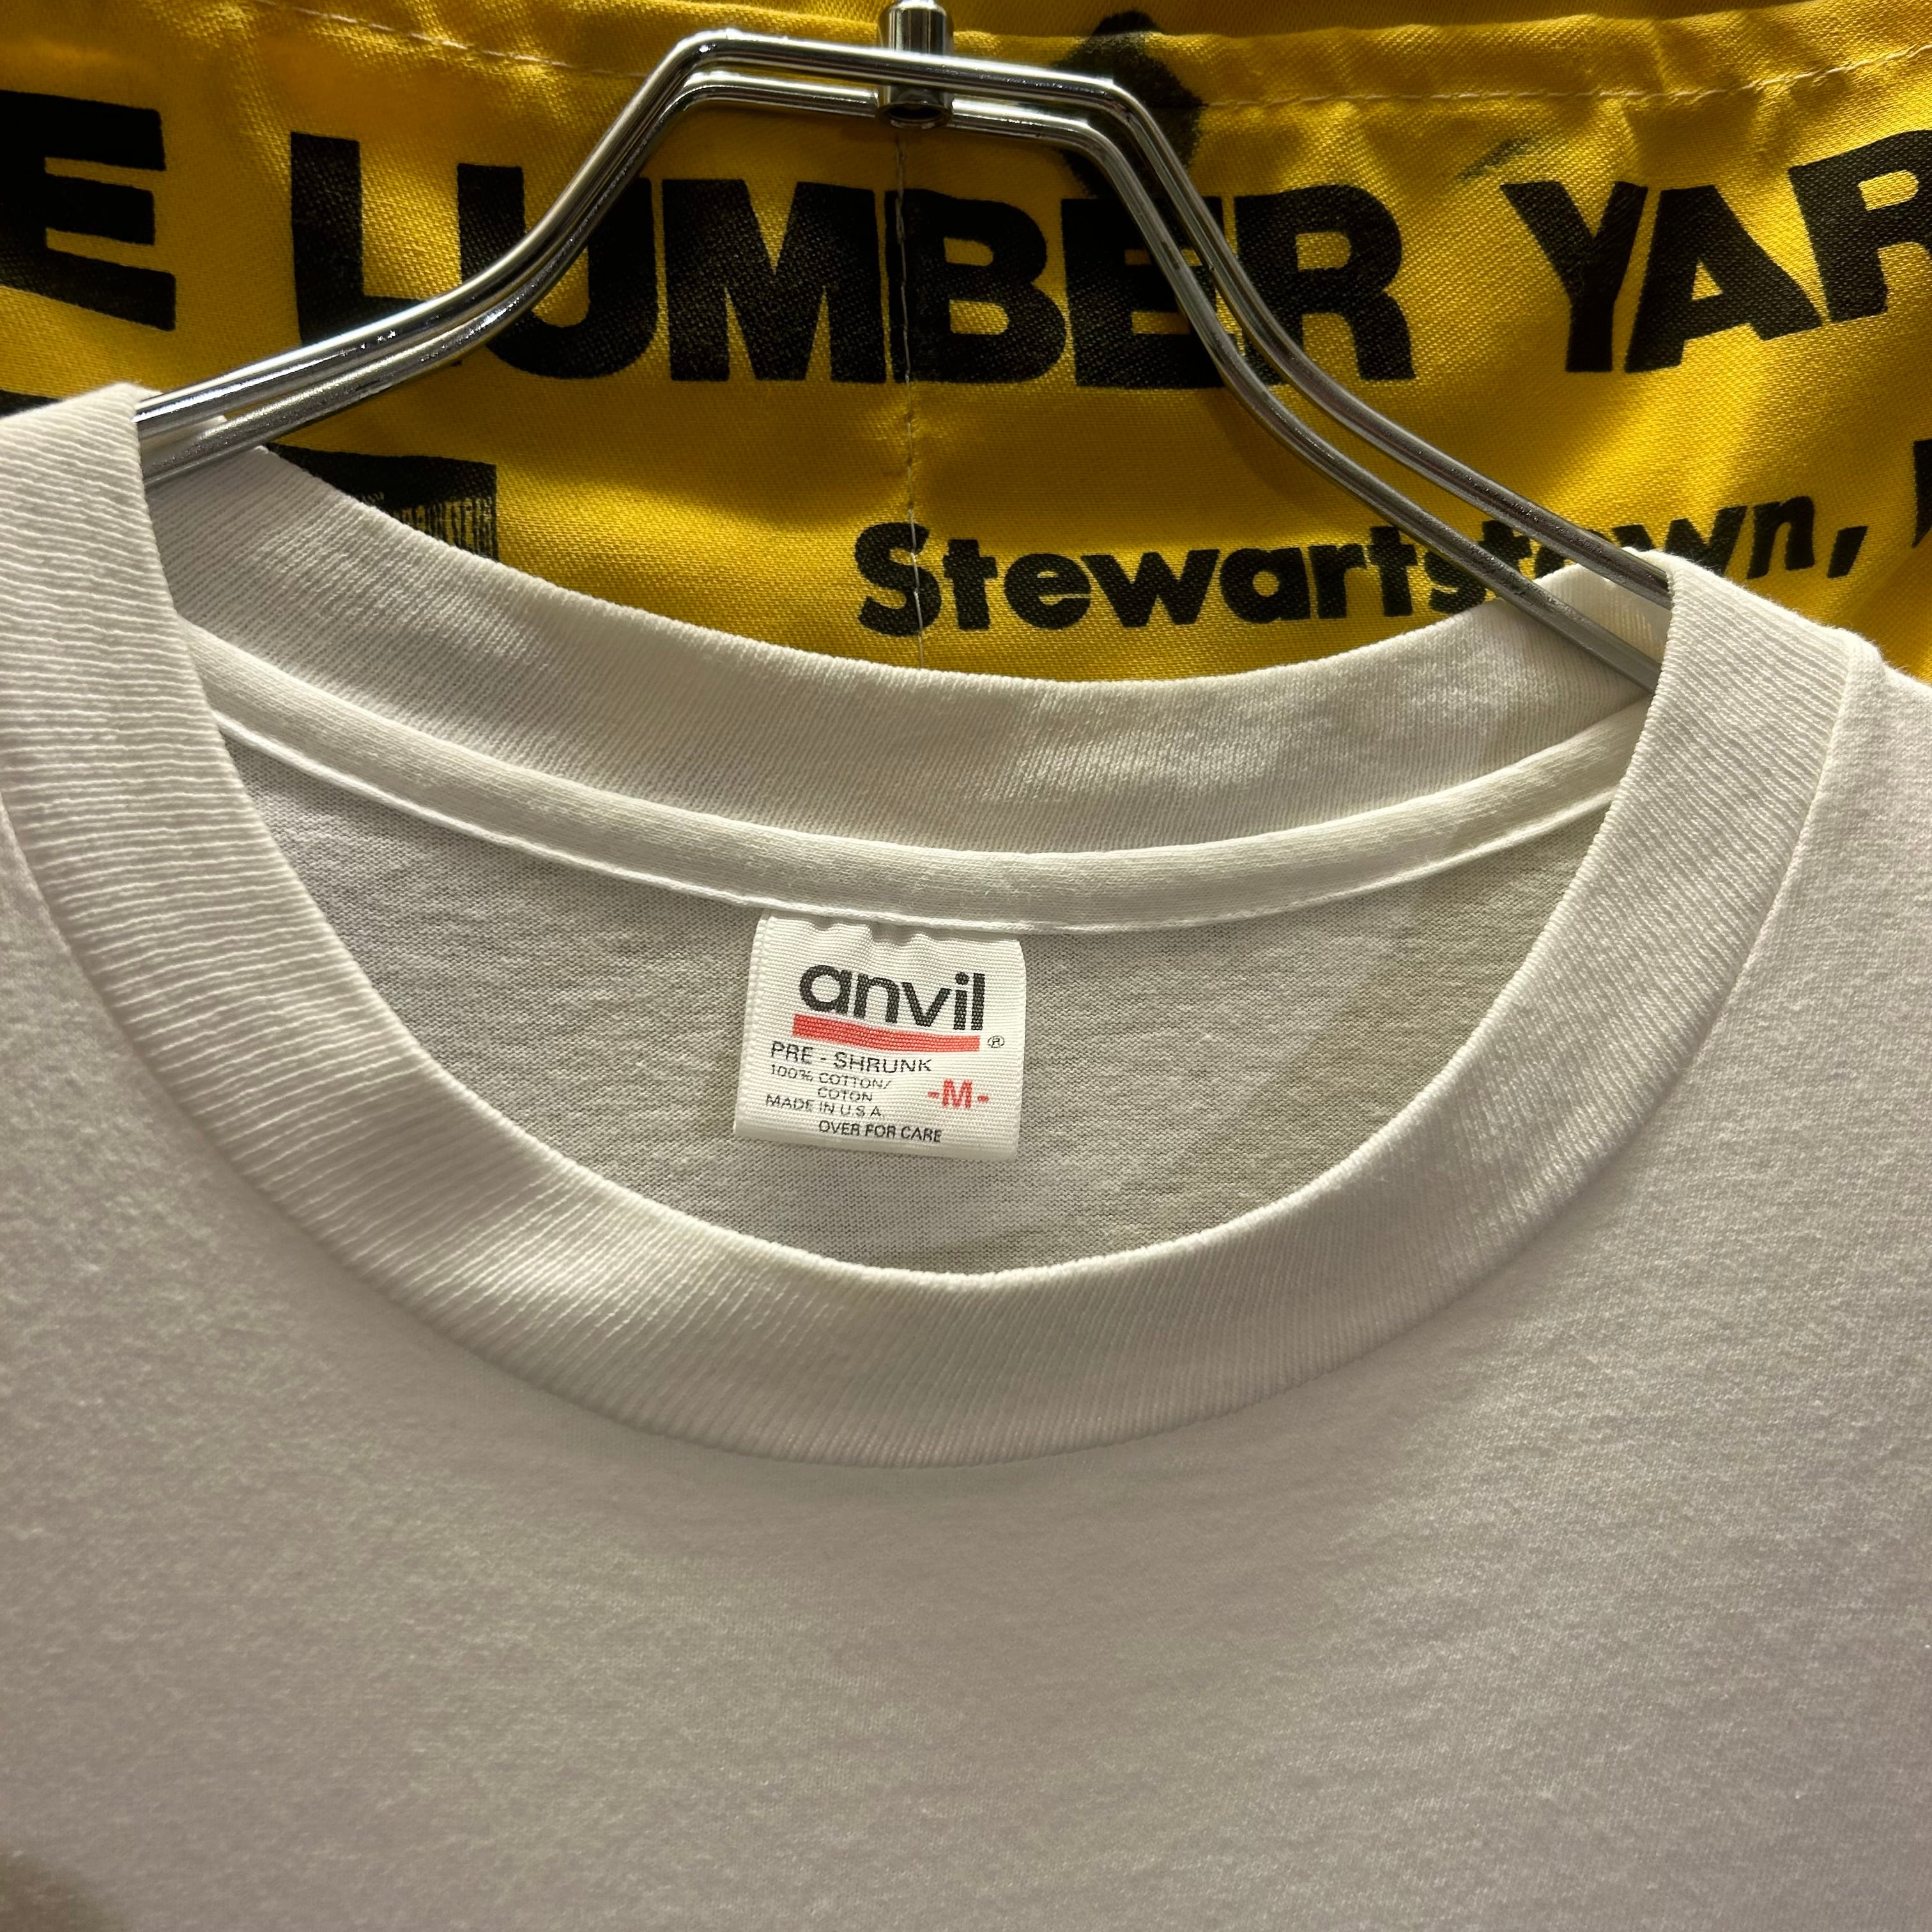 E LUMBER YAR
Stewartstown,
anvil®
PRE - SHRUNK
100% COTTON/
COTON
-M-
MADE IN U.S.A.
OVER FOR CARE